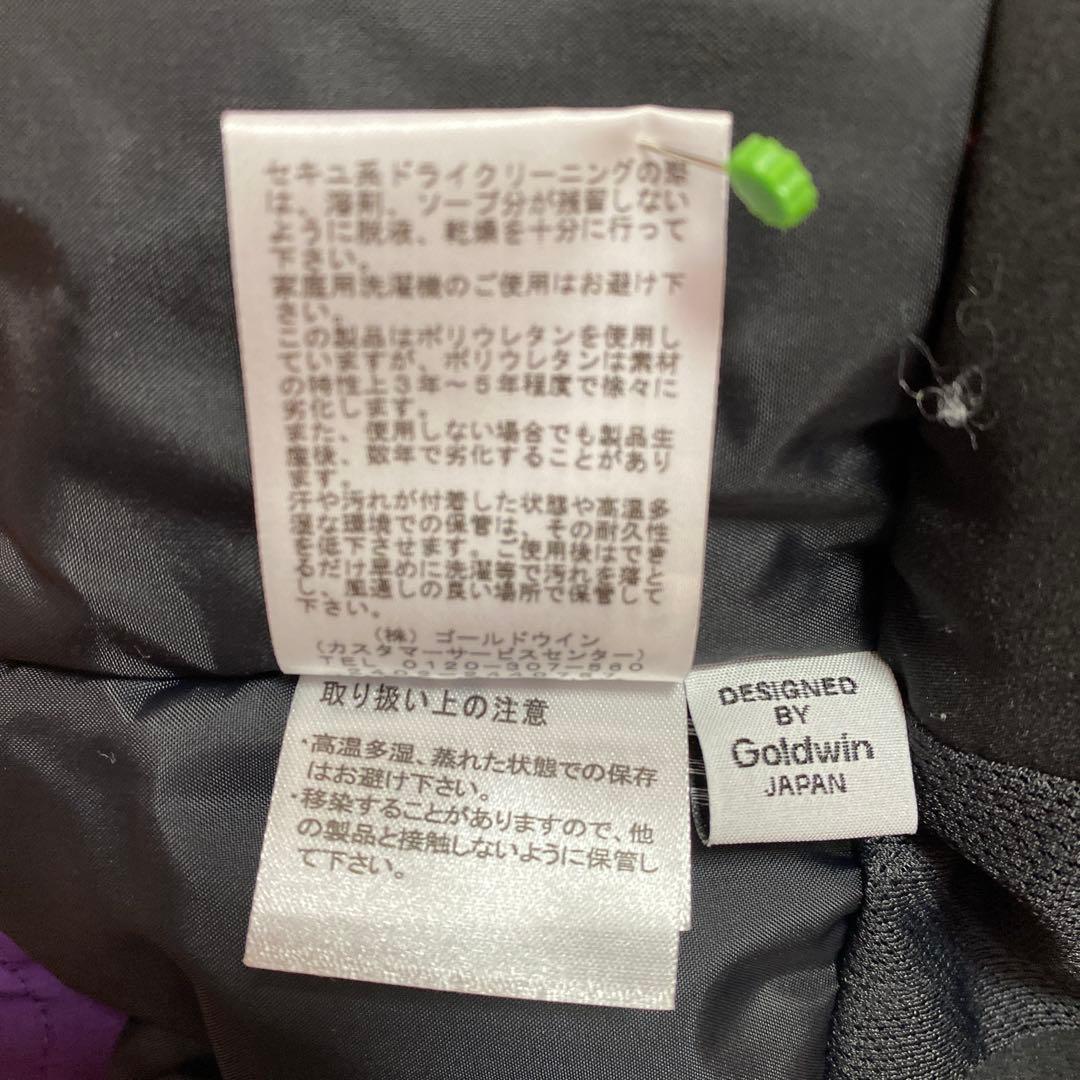 セキユ系ドライクリーニングの際
は、溶剤、ソープ分が残留しない
ように脱液、乾燥を十分に行って
下さい。
家庭用洗濯機のご使用はお避け下
さい。
この製品はポリウレタンを使用し
ていますが、ポリウレタンは素材
の特性上3年～5年程度で徐々に
劣化します。
また、使用しない場合でも製品生
産後、数年で劣化することがあり
ます。
汗や汚れが付着した状態や高温多
湿な環境での保管は、その耐久性
を低下させます。ご使用後はでき
るだけ早めに洗濯等で汚れを落と
し、風通しの良い場所で保管して
下さい。
(株) ゴールドウイン
(カスタマーサービスセンター)
TEL 0120-307-560
取り扱い上の注意
・高温多湿、蒸れた状態での保存
はお避け下さい。
・移染することがありますので、他
の製品と接触しないように保管し
て下さい。
DESIGNED
BY
Goldwin
JAPAN